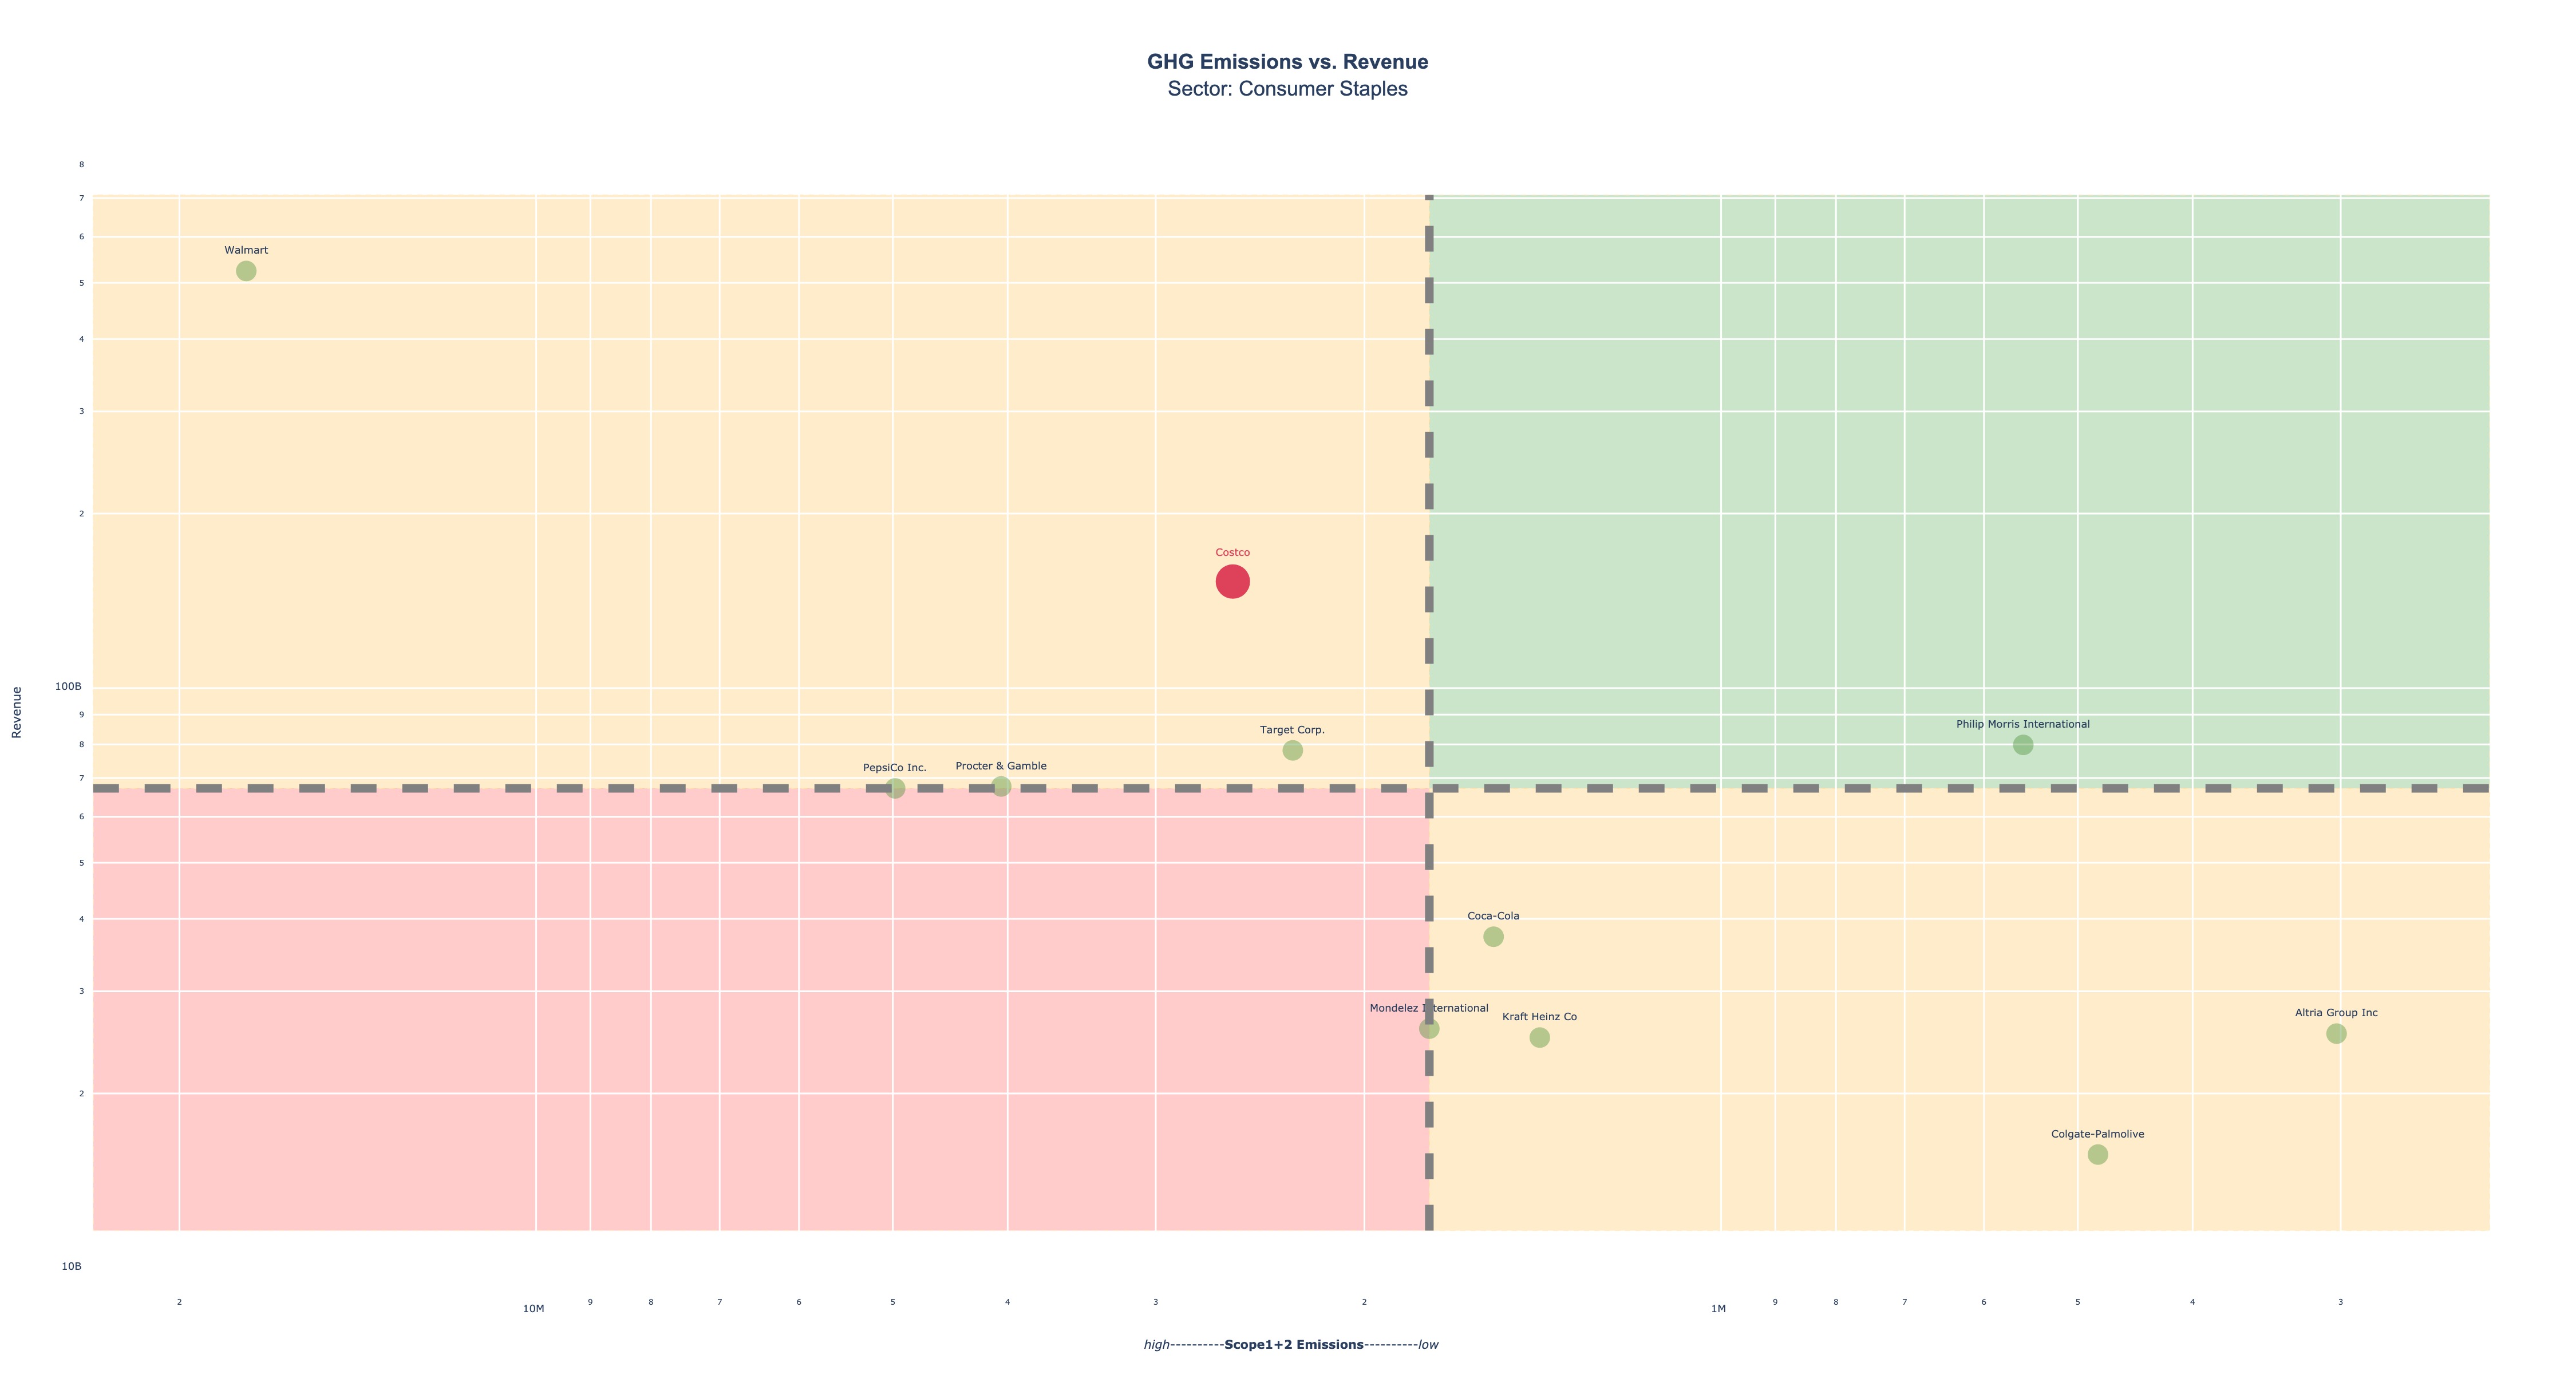 GHG Emissions vs. Revenue
Sector: Consumer Staples
8
7
6
5
4
3
2
100B
9
8
7
6
5
4
3
2
10B
Revenue
Walmart
Costco
Target Corp.
Philip Morris International
PepsiCo Inc.
Procter & Gamble
Coca-Cola
Mondelez International
Kraft Heinz Co
Altria Group Inc
Colgate-Palmolive
2 10M 9 8 7 6 5 4 3 2 1M 9 8 7 6 5 4 3
high----------Scope1+2 Emissions----------low